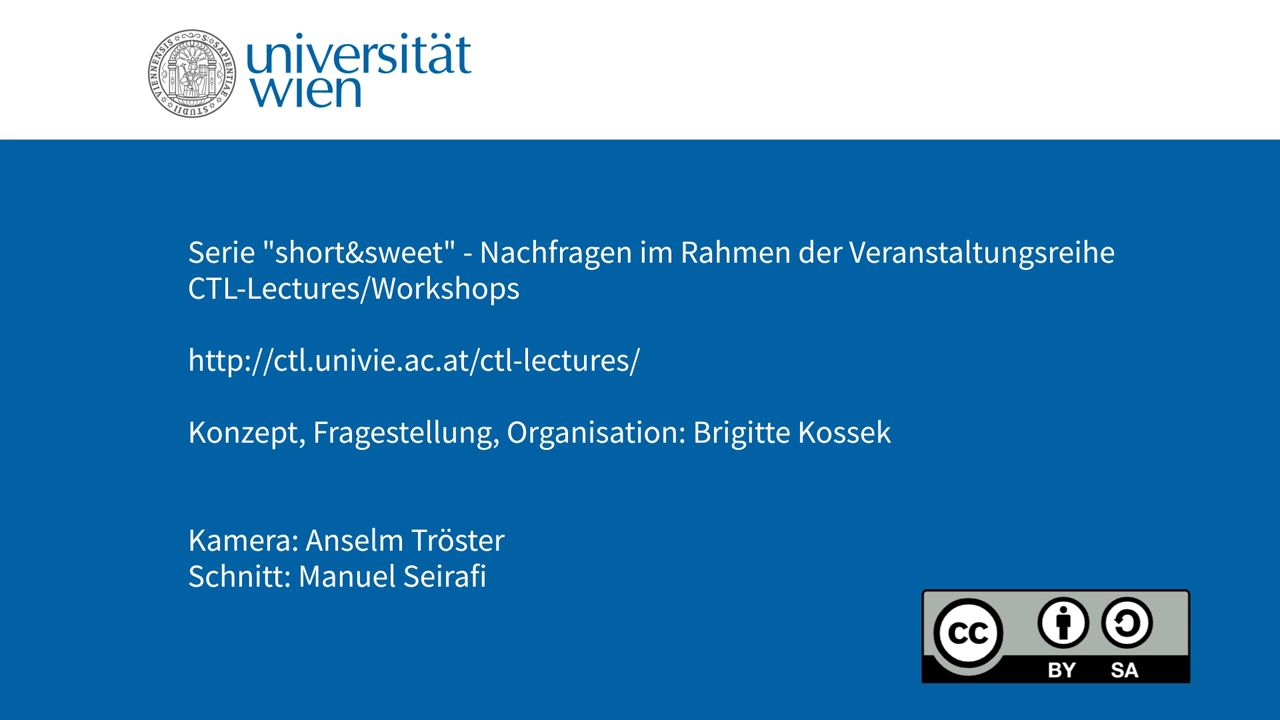 universität
wien
Serie "short&sweet" - Nachfragen im Rahmen der Veranstaltungsreihe
CTL-Lectures/Workshops
http://ctl.univie.ac.at/ctl-lectures/
Konzept, Fragestellung, Organisation: Brigitte Kossek
Kamera: Anselm Tröster
Schnitt: Manuel Seirafi
cc
BY SA